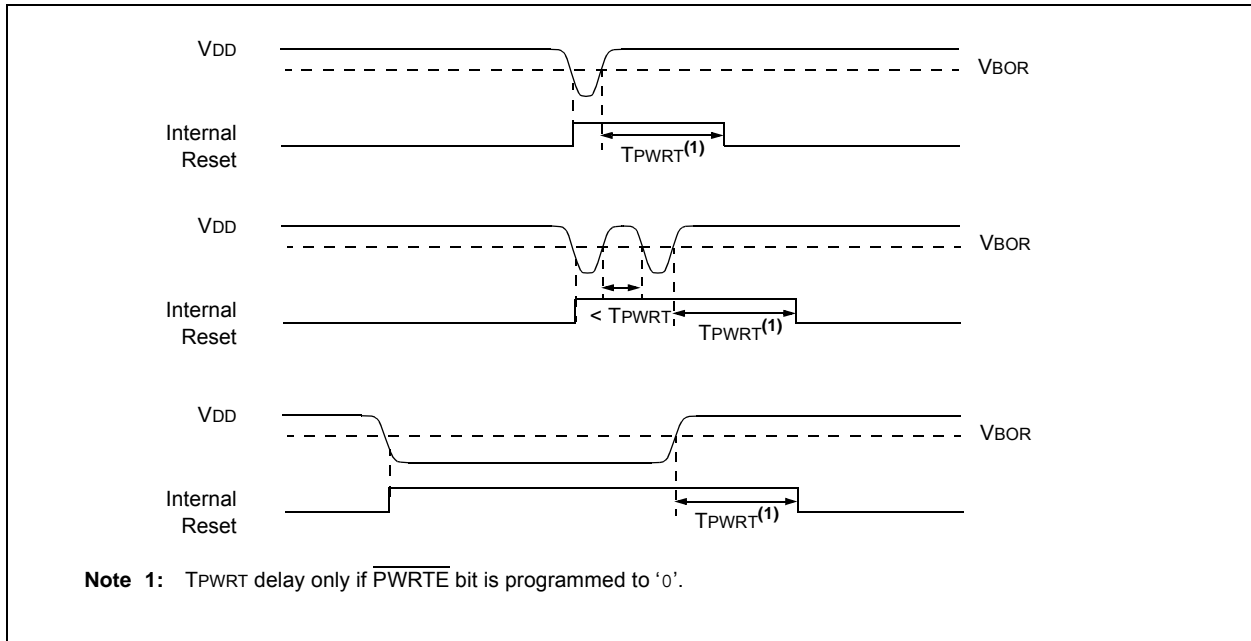 VDD
VBOR
Internal
Reset
TPWRT(1)
VDD
VBOR
Internal
Reset
< TPWRT
TPWRT(1)
VDD
VBOR
Internal
Reset
TPWRT(1)
Note 1: TPWRT delay only if PWRTE bit is programmed to ‘0’.